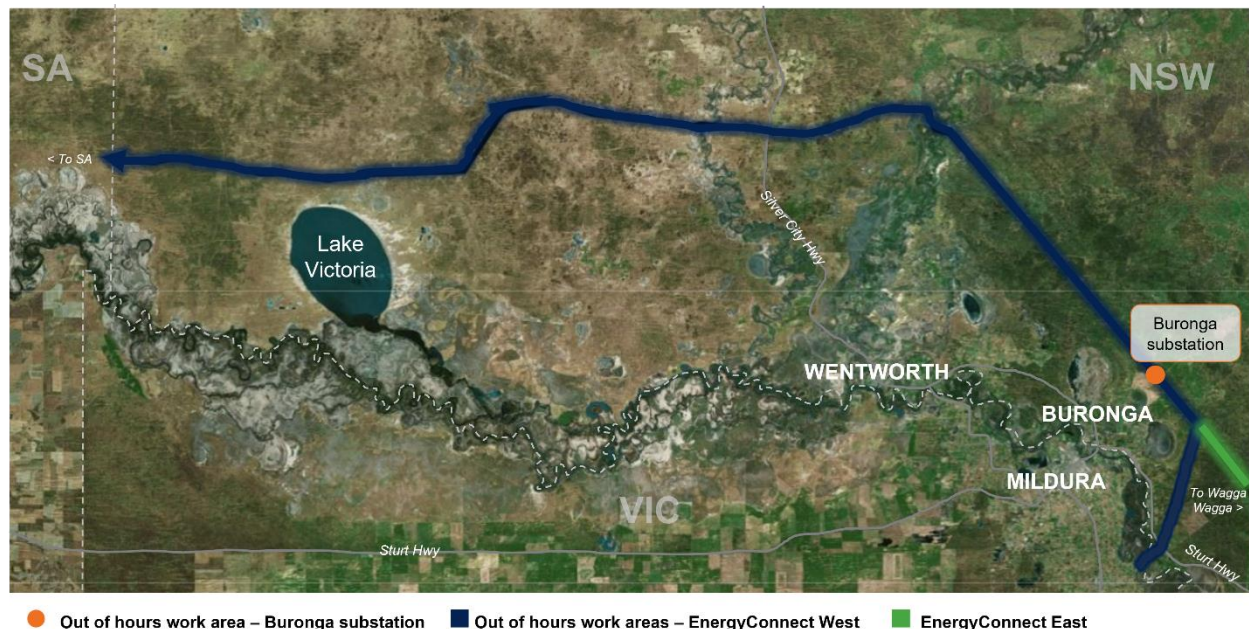 SA
NSW
< To SA
Silver City Hwy
Lake
Victoria
Buronga
substation
WENTWORTH
BURONGA
MILDURA
To Wagga
Wagga >
VIC
Sturt Hwy
Sturt Hwy
Out of hours work area – Buronga substation
Out of hours work areas – EnergyConnect West
EnergyConnect East